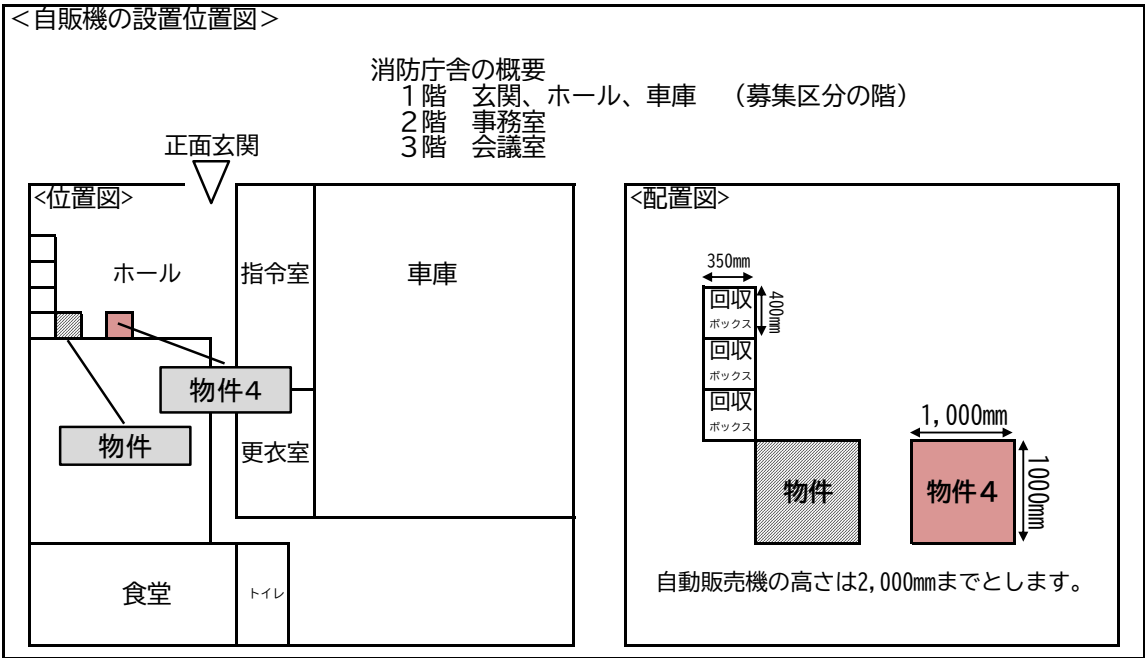 ＜自販機の設置位置図＞
消防庁舎の概要
１階　玄関、ホール、車庫　（募集区分の階）
２階　事務室
３階　会議室
正面玄関
<位置図>
ホール
指令室
車庫
物件４
物件
更衣室
食堂
トイレ
<配置図>
350mm
回収
ボックス
400mm
回収
ボックス
回収
ボックス
1,000mm
物件
物件４
1000mm
自動販売機の高さは2,000mmまでとします。